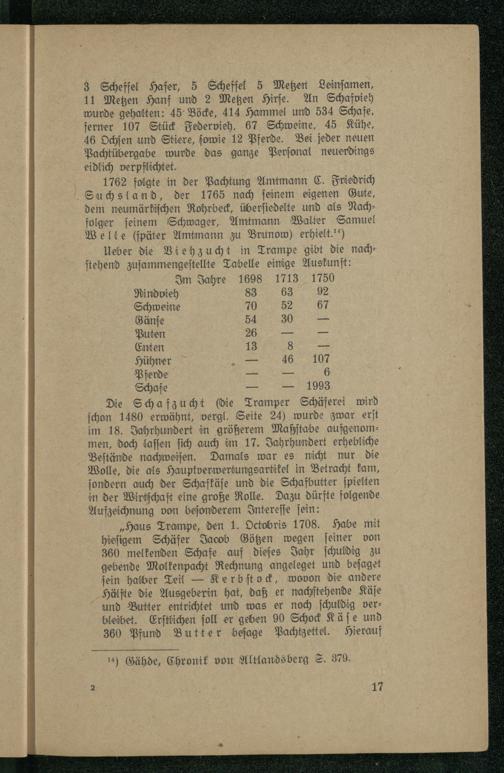 3 Scheffel Hafer, 5 Scheffel 5 Metzen Leinsamen,
11 Metzen Hanf und 2 Metzen Hirse. An Schafvieh
wurde gehalten: 45 Böcke, 414 Hammel und 534 Schafe,
ferner 107 Stück Federvieh, 67 Schweine, 45 Kühe,
46 Ochsen und Stiere, sowie 12 Pferde. Bei jeder neuen
Pachtübergabe wurde das ganze Personal neuerdings
eidlich verpflichtet.
1762 folgte in der Pachtung Amtmann C. Friedrich
Suchsland, der 1765 nach seinem eigenen Gute,
dem neumärkischen Rohrbeck, übersiedelte und als Nach-
folger seinem Schwager, Amtmann Walter Samuel
Welle (später Amtmann zu Brunow) erhielt.¹⁴)
Ueber die Viehzucht in Trampe gibt die nach-
stehend zusammengestellte Tabelle einige Auskunft:
Im Jahre 1698 1713 1750
Rindvieh 83 63 92
Schweine 70 52 67
Gänse 54 30 —
Puten 26 — —
Enten 13 8 —
Hühner — 46 107
Pferde — — 6
Schafe — — 1993
Die Schafzucht (die Tramper Schäferei wird
schon 1480 erwähnt, vergl. Seite 24) wurde zwar erst
im 18. Jahrhundert in größerem Maßstabe aufgenom-
men, doch lassen sich auch im 17. Jahrhundert erhebliche
Bestände nachweisen. Damals war es nicht nur die
Wolle, die als Hauptverwertungsartikel in Betracht kam,
sondern auch der Schafkäse und die Schafbutter spielten
in der Wirtschaft eine große Rolle. Dazu dürfte folgende
Aufzeichnung von besonderem Interesse sein:
„Haus Trampe, den 1. Octobris 1708. Habe mit
hiesigem Schäfer Jacob Götzen wegen seiner von
360 melkenden Schafe auf dieses Jahr schuldig zu
gebende Molkenpacht Rechnung angeleget und besaget
sein halber Teil — Kerbstock, wovon die andere
Hälfte die Ausgeberin hat, daß er nachstehende Käse
und Butter entrichtet und was er noch schuldig ver-
bleibet. Erstlichen soll er geben 90 Schock Käse und
360 Pfund Butter besage Pachtzettel. Hierauf
¹⁴) Gähde, Chronik von Altlandsberg S. 379.
2 17